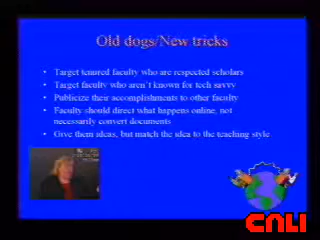 Old dogs/New tricks
• Target tenured faculty who are respected scholars
• Target faculty who aren't known for tech savvy
• Publicize their accomplishments to other faculty
• Faculty should direct what happens online, not
necessarily convert documents
• Give them ideas, but match the idea to the teaching style
CNLI